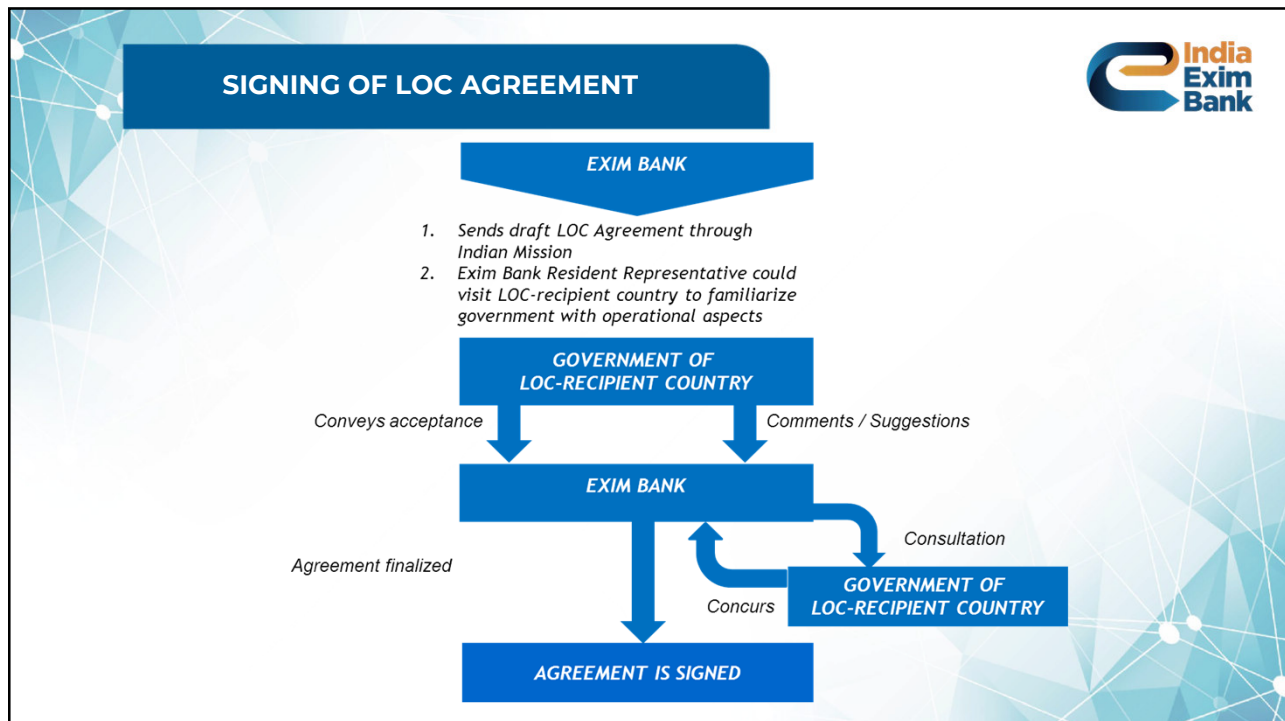 SIGNING OF LOC AGREEMENT
India
Exim
Bank
EXIM BANK
1. Sends draft LOC Agreement through
Indian Mission
2. Exim Bank Resident Representative could
visit LOC-recipient country to familiarize
government with operational aspects
GOVERNMENT OF
LOC-RECIPIENT COUNTRY
Conveys acceptance
Comments / Suggestions
EXIM BANK
Consultation
Agreement finalized
GOVERNMENT OF
LOC-RECIPIENT COUNTRY
Concurs
AGREEMENT IS SIGNED